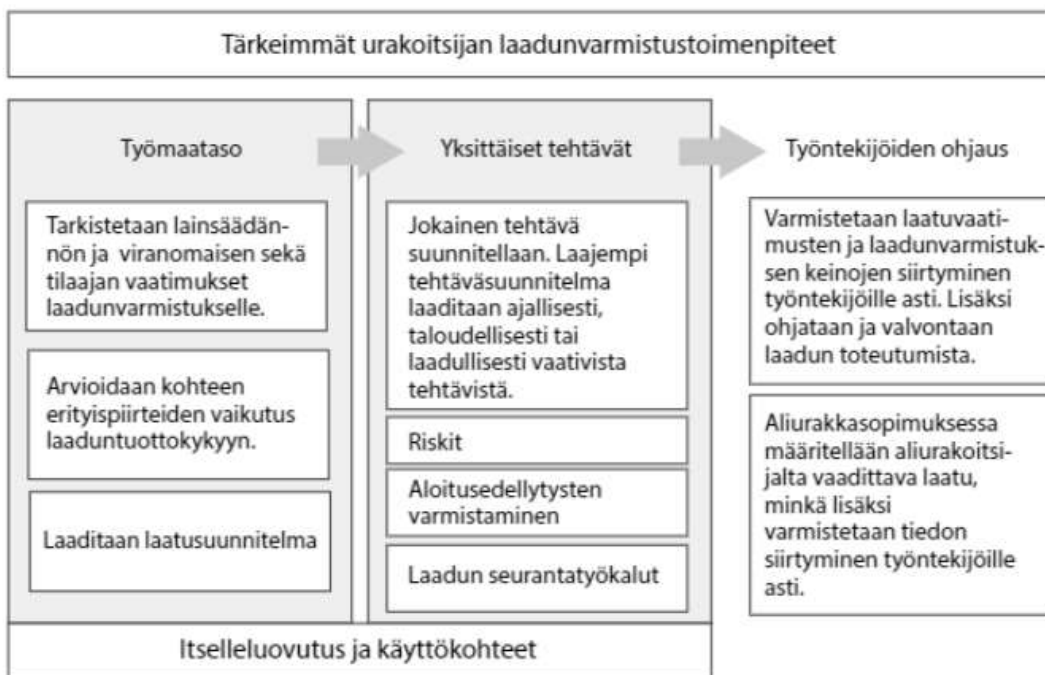 Tärkeimmät urakoitsijan laadunvarmistustoimenpiteet
Työmaataso
Tarkistetaan lainsäädän-
nön ja viranomaisen sekä
tilaajan vaatimukset
laadunvarmistukselle.
Arvioidaan kohteen
erityispiirteiden vaikutus
laaduntuottokykyyn.
Laaditaan laatusuunnitelma
Yksittäiset tehtävät
Jokainen tehtävä
suunnitellaan. Laajempi
tehtäväsuunnitelma
laaditaan ajallisesti,
taloudellisesti tai
laadullisesti vaativista
tehtävistä.
Riskit
Aloitusedellytysten
varmistaminen
Laadun seurantatyökalut
Työntekijöiden ohjaus
Varmistetaan laatuvaati-
musten ja laadunvarmistuk-
sen keinojen siirtyminen
työntekijöille asti. Lisäksi
ohjataan ja valvontaan
laadun toteutumista.
Aliurakkasopimuksessa
määritellään aliurakoitsi-
jalta vaadittava laatu,
minkä lisäksi
varmistetaan tiedon
siirtyminen työntekijöille
asti.
Itselleluovutus ja käyttökohteet